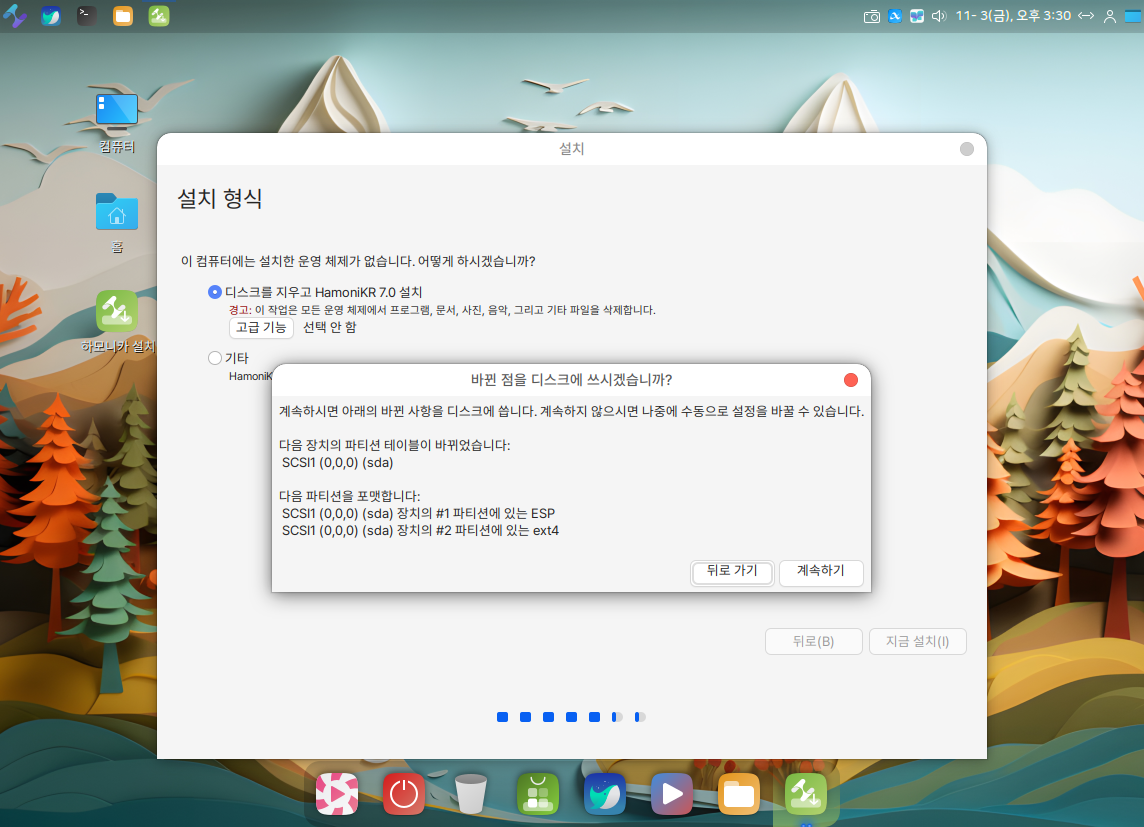 11- 3(금), 오후 3:30
컴퓨터
홈
하모니카 설치
설치
설치 형식
이 컴퓨터에는 설치한 운영 체제가 없습니다. 어떻게 하시겠습니까?
디스크를 지우고 HamoniKR 7.0 설치
경고: 이 작업은 모든 운영 체제에서 프로그램, 문서, 사진, 음악, 그리고 기타 파일을 삭제합니다.
고급 기능 선택 안 함
기타
HamoniK
바뀐 점을 디스크에 쓰시겠습니까?
계속하시면 아래의 바뀐 사항을 디스크에 씁니다. 계속하지 않으시면 나중에 수동으로 설정을 바꿀 수 있습니다.
다음 장치의 파티션 테이블이 바뀌었습니다:
SCSI1 (0,0,0) (sda)
다음 파티션을 포맷합니다:
SCSI1 (0,0,0) (sda) 장치의 #1 파티션에 있는 ESP
SCSI1 (0,0,0) (sda) 장치의 #2 파티션에 있는 ext4
뒤로 가기 계속하기
뒤로(B) 지금 설치(I)